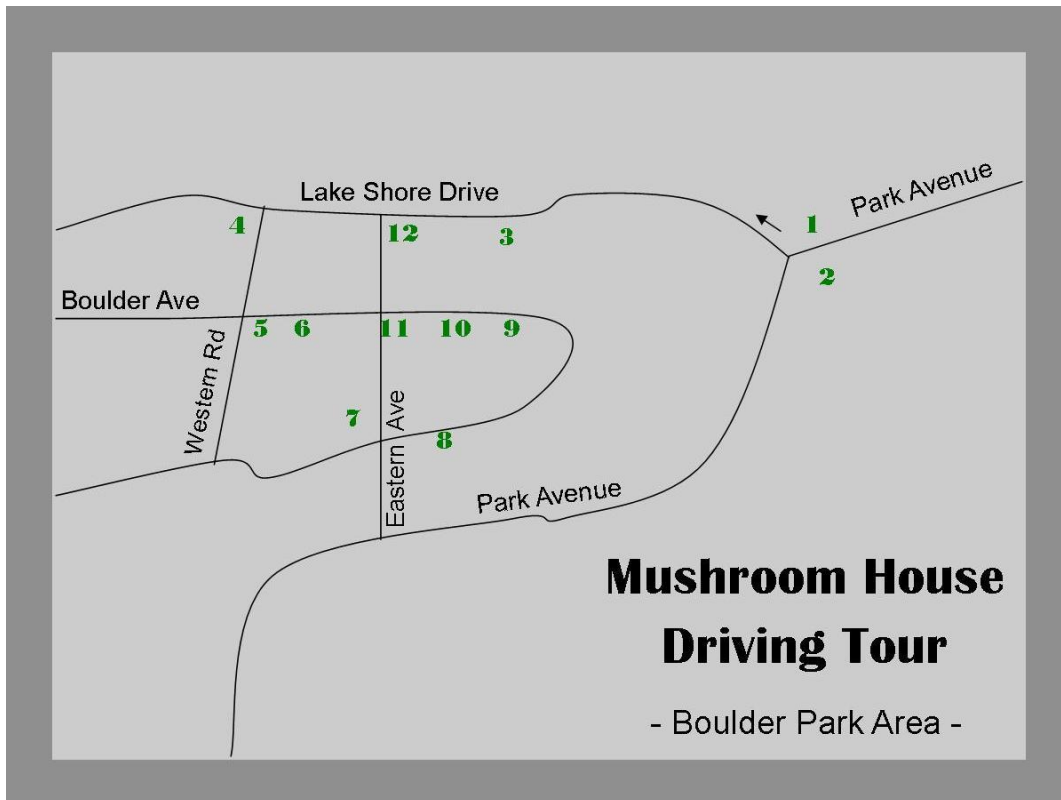 Lake Shore Drive
Park Avenue
1
2
4
12
3
Boulder Ave
5
6
11
10
9
Western Rd
7
8
Eastern Ave
Park Avenue
Mushroom House
Driving Tour
- Boulder Park Area -